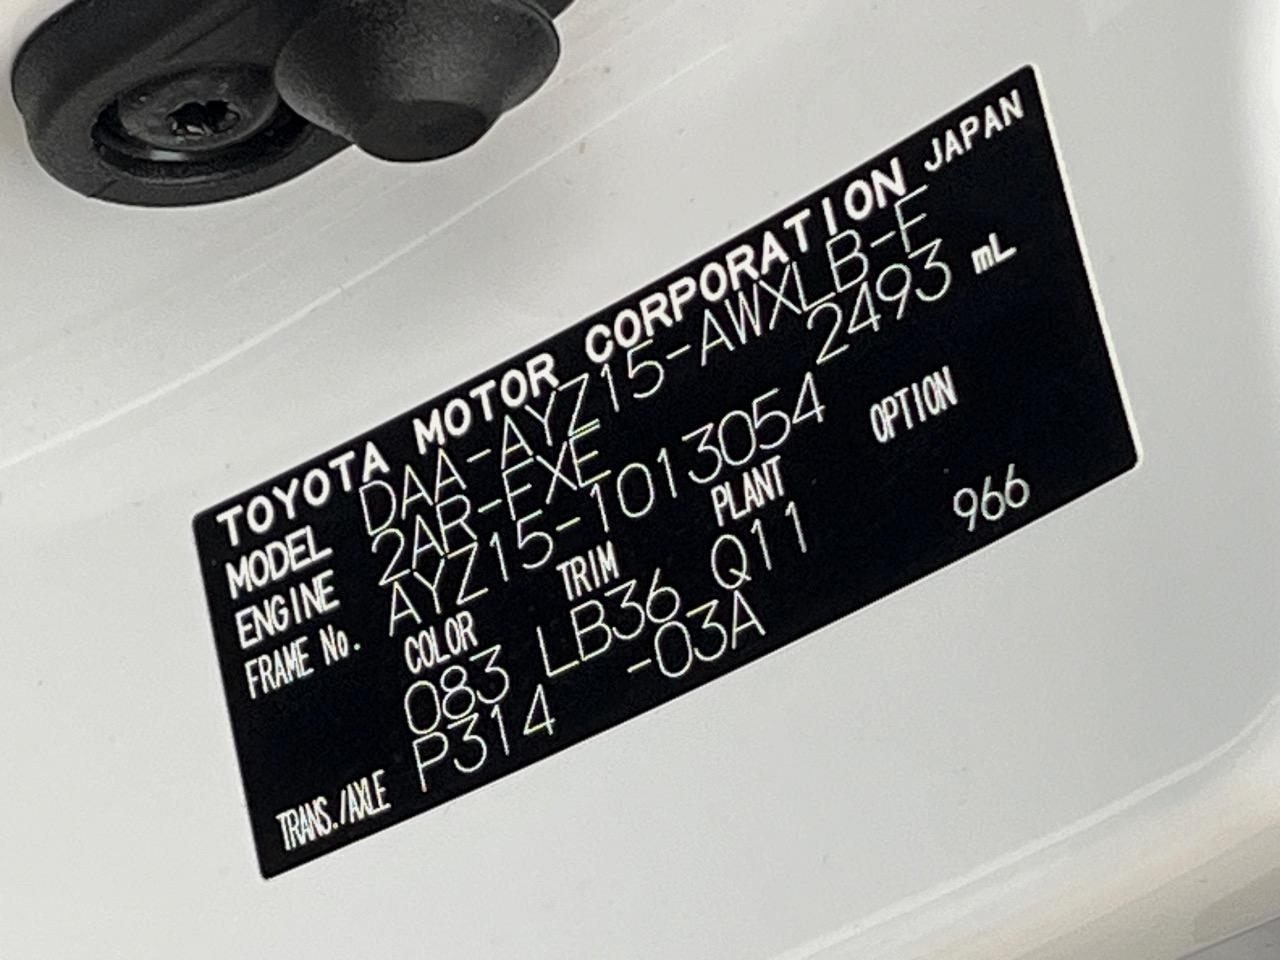 TOYOTA MOTOR CORPORATION JAPAN
MODEL DAA-AYZ15-AWXLB-F
ENGINE 2AR-FXE 2493 mL
FRAME No. AYZ15-1013054
COLOR TRIM PLANT OPTION
083 LB36 Q11
TRANS./AXLE P314 -03A 966